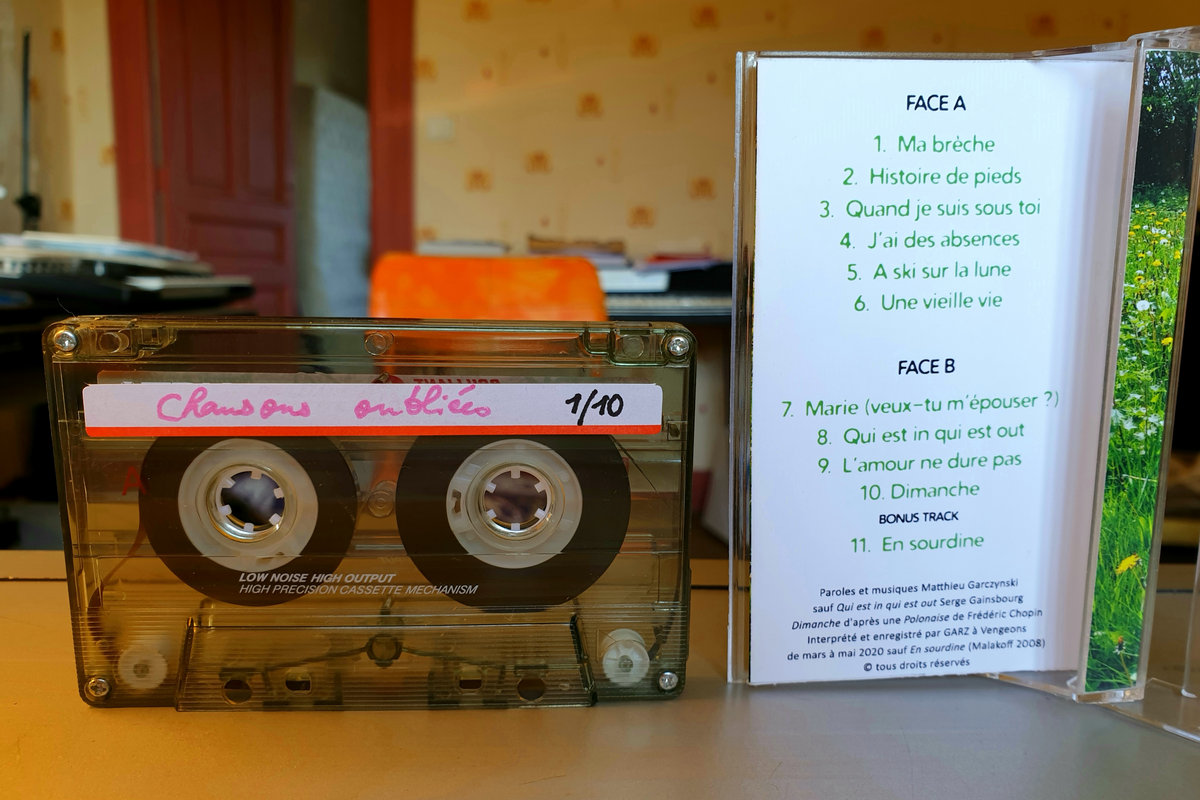 Chansons oubliées 1/10
A
LOW NOISE HIGH OUTPUT
HIGH PRECISION CASSETTE MECHANISM
FACE A
1. Ma brèche
2. Histoire de pieds
3. Quand je suis sous toi
4. J'ai des absences
5. A ski sur la lune
6. Une vieille vie
FACE B
7. Marie (veux-tu m'épouser ?)
8. Qui est in qui est out
9. L'amour ne dure pas
10. Dimanche
BONUS TRACK
11. En sourdine
Paroles et musiques Matthieu Garczynski
sauf Qui est in qui est out Serge Gainsbourg
Dimanche d'après une Polonaise de Frédéric Chopin
Interprété et enregistré par GARZ à Vengeons
de mars à mai 2020 sauf En sourdine (Malakoff 2008)
© tous droits réservés